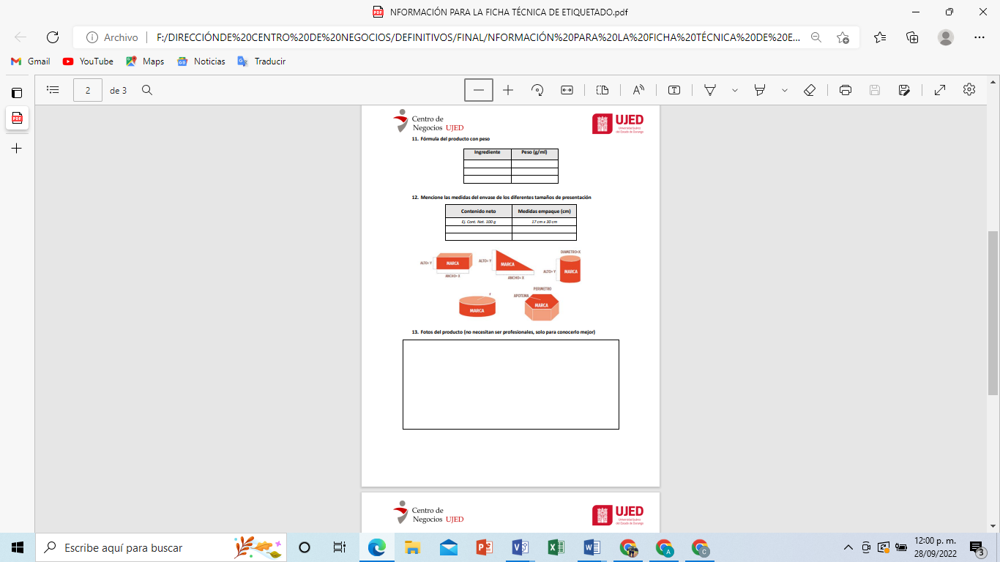 NFORMACIÓN PARA LA FICHA TÉCNICA DE ETIQUETADO.pdf
Archivo F:/DIRECCIÓNDE%20CENTRO%20DE%20NEGOCIOS/DEFINITIVOS/FINAL/NFORMACIÓN%20PARA%20LA%20FICHA%20TÉCNICA%20DE%20E...
Gmail YouTube Maps Noticias Traducir
2 de 3
Centro de
Negocios UJED
UJED
Universidad Juárez
del Estado de Durango
11. Fórmula del producto con peso
Ingrediente Peso (g/ml)
12. Mencione las medidas del envase de los diferentes tamaños de presentación
Contenido neto Medidas empaque (cm)
Ej. Cont. Net. 100 g 17 cm x 30 cm
DIAMETRO=X
ALTO= Y MARCA ALTO= Y MARCA ALTO= Y MARCA
ANCHO= X ANCHO= X
PERIMETRO
r APOTEMA
MARCA MARCA
13. Fotos del producto (no necesitan ser profesionales, solo para conocerlo mejor)
Centro de
Negocios UJED
UJED
Universidad Juárez
del Estado de Durango
Escribe aquí para buscar
12:00 p. m.
28/09/2022
3